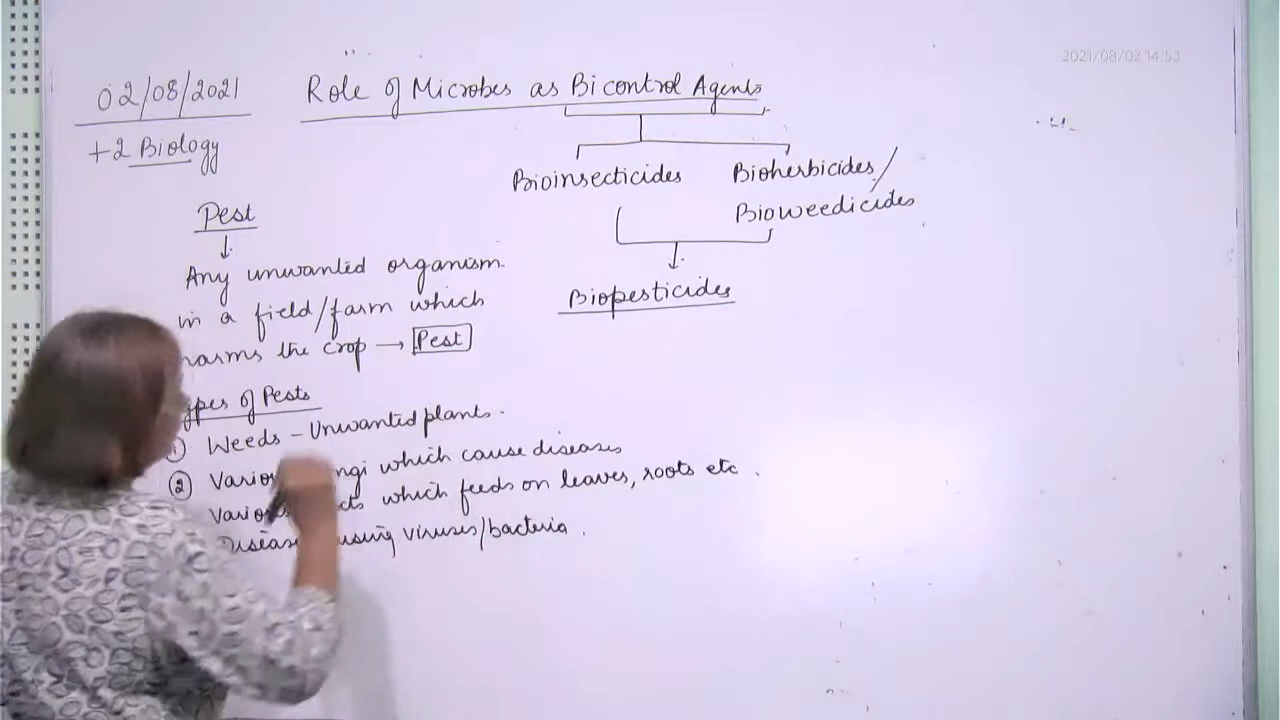 2021/08/02 14:53
02/08/2021
Role of Microbes as Bicontrol Agents
+2 Biology
Bioinsecticides
Bioherbicides/
Bioweedicides
Biopesticides
Pest
Any unwanted organism.
in a field/farm which
the crop → Pest
of Pests
① Weeds - Unwanted plants.
② which cause diseases
which feeds on leaves, roots etc.
viruses/bacteria.